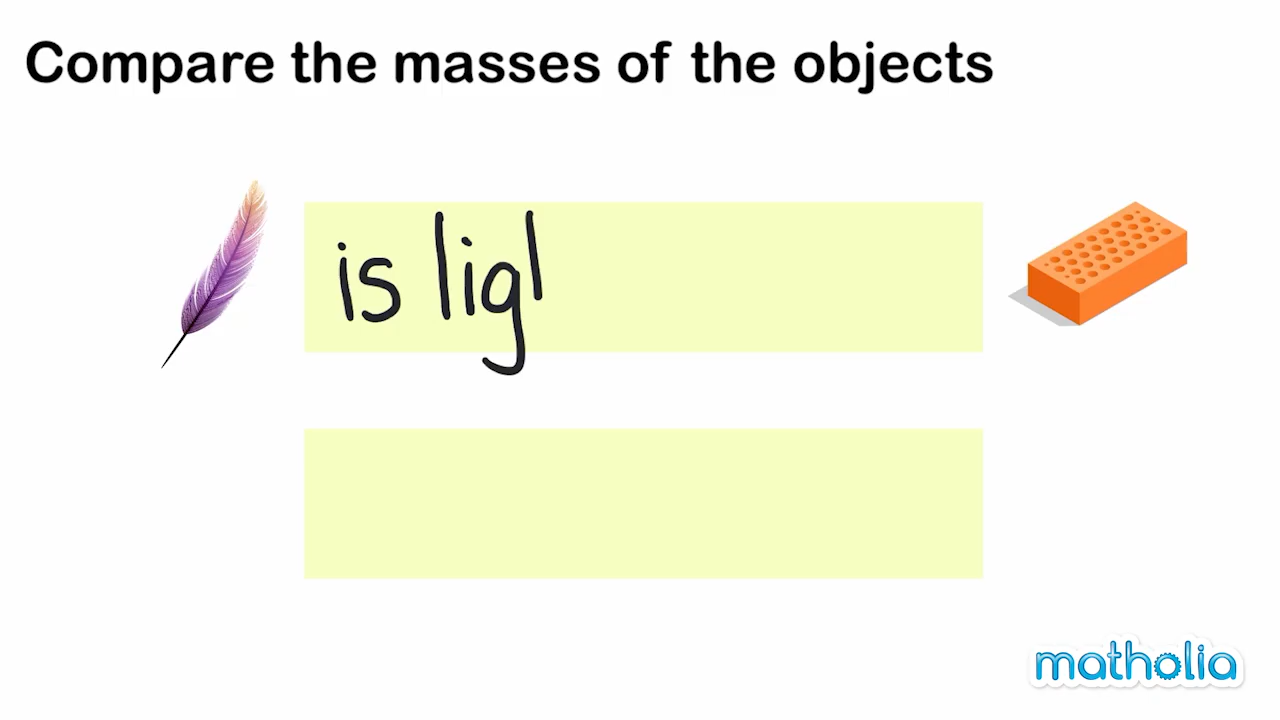 Compare the masses of the objects
is ligl
matholia